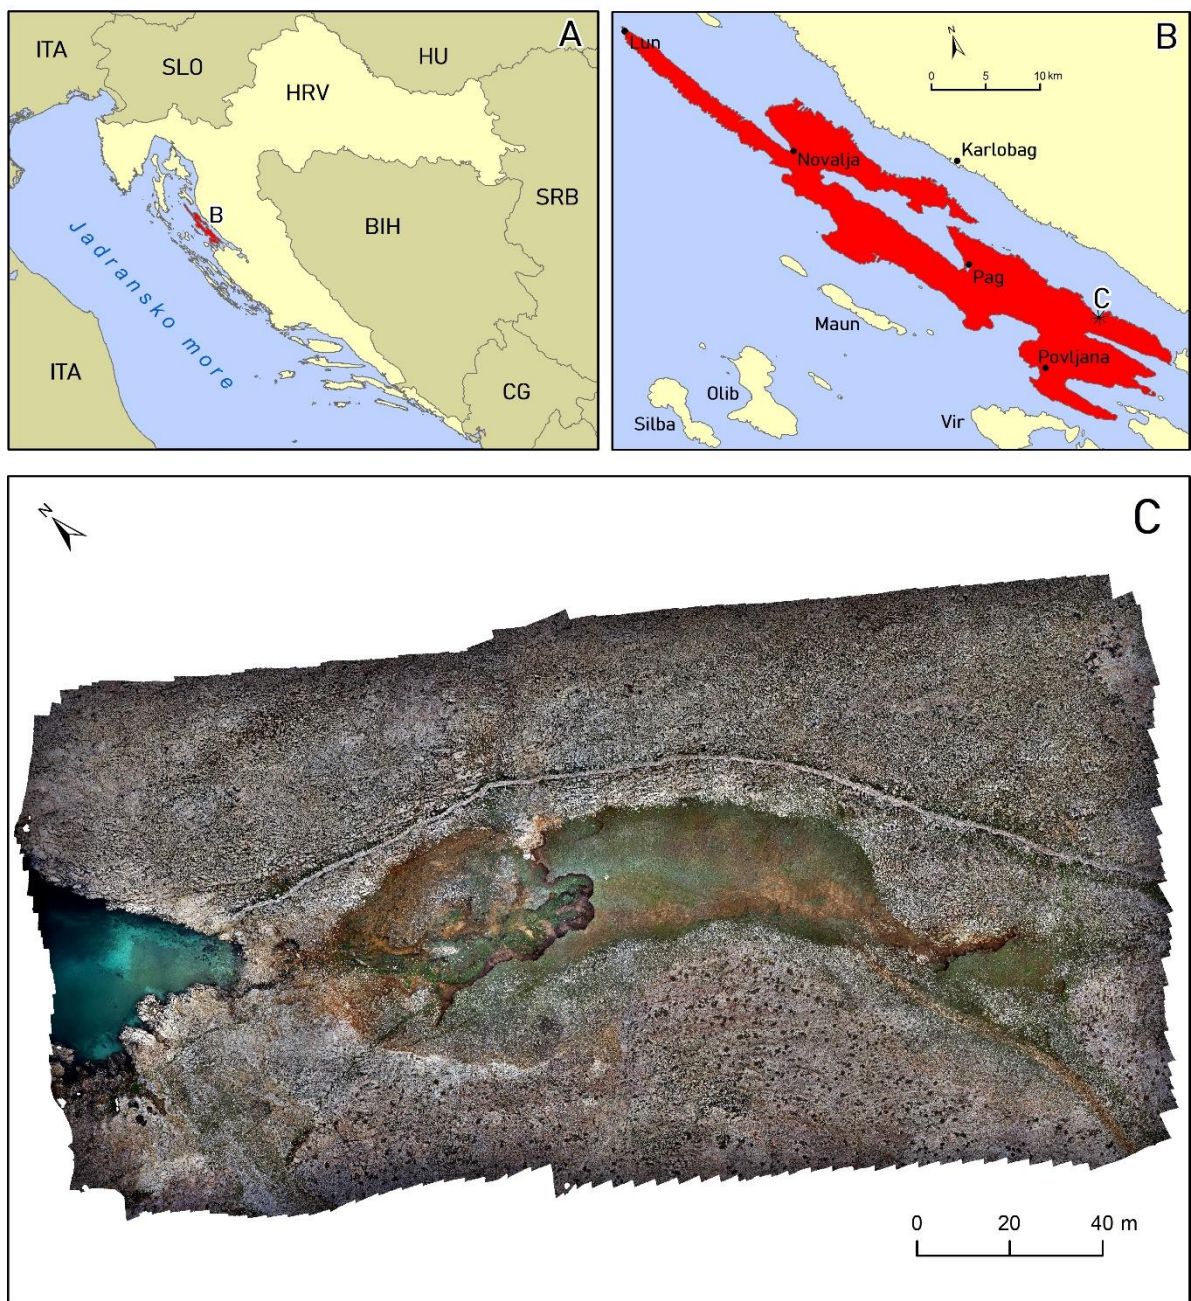 A
ITA
SLO
HU
HRV
SRB
B
BIH
Jadransko more
ITA
CG
B
Lun
N
0 5 10 km
Karlobag
Novalja
Pag
C
Maun
Povljana
Olib
Silba
Vir
C
N
0 20 40 m